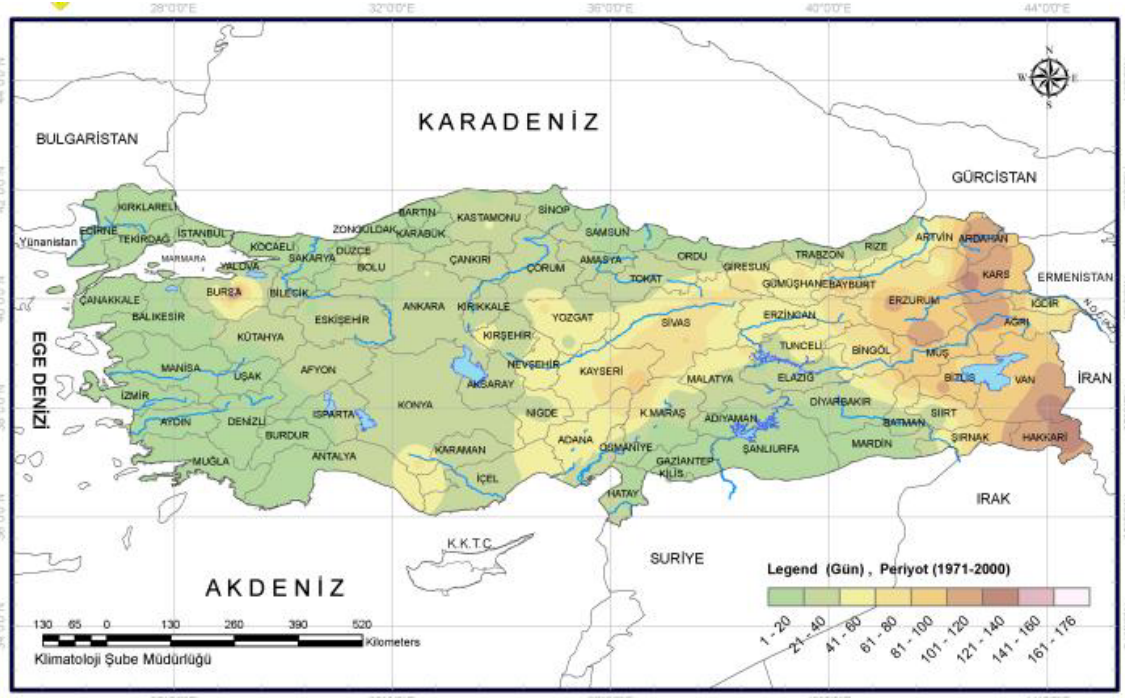 28°0'0"E 32°0'0"E 36°0'0"E 40°0'0"E 44°0'0"E
N
W E
S
KARADENİZ
BULGARİSTAN
GÜRCİSTAN
KIRKLARELİ
EDİRNE
TEKİRDAĞ
İSTANBUL
Yünanistan
MARMARA
YALOVA
KOCAELİ
SAKARYA
DÜZCE
BOLU
ZONGULDAK
BARTIN
KARABÜK
KASTAMONU
SİNOP
SAMSUN
ÇANKIRI
ÇORUM
AMASYA
TOKAT
ORDU
GİRESUN
TRABZON
RİZE
ARTVİN
ARDAHAN
KARS
ERMENİSTAN
IĞDIR
GÜMÜŞHANE
BAYBURT
ERZURUM
ERZİNCAN
AĞRI
ÇANAKKALE
BURSA
BİLECİK
BALIKESİR
ESKİŞEHİR
ANKARA
KIRIKKALE
YOZGAT
SİVAS
KÜTAHYA
KIRŞEHİR
TUNCELİ
BİNGÖL
MUŞ
EGE DENİZİ
MANİSA
UŞAK
AFYON
NEVŞEHİR
KAYSERİ
MALATYA
ELAZIĞ
BİTLİS
VAN
İRAN
İZMİR
AKSARAY
KONYA
ISPARTA
AYDIN
DENİZLİ
BURDUR
NİĞDE
K.MARAŞ
ADIYAMAN
DİYARBAKIR
BATMAN
SİİRT
ŞIRNAK
HAKKARİ
MUĞLA
ANTALYA
KARAMAN
İÇEL
ADANA
OSMANİYE
GAZİANTEP
KİLİS
ŞANLIURFA
MARDİN
HATAY
IRAK
SURİYE
K.K.T.C
AKDENİZ
Legend (Gün) , Periyot (1971-2000)
1 - 20
21 - 40
41 - 60
61 - 80
81 - 100
101 - 120
121 - 140
141 - 160
161 - 176
130 65 0 130 260 390 520
Kilometers
Klimatoloji Şube Müdürlüğü